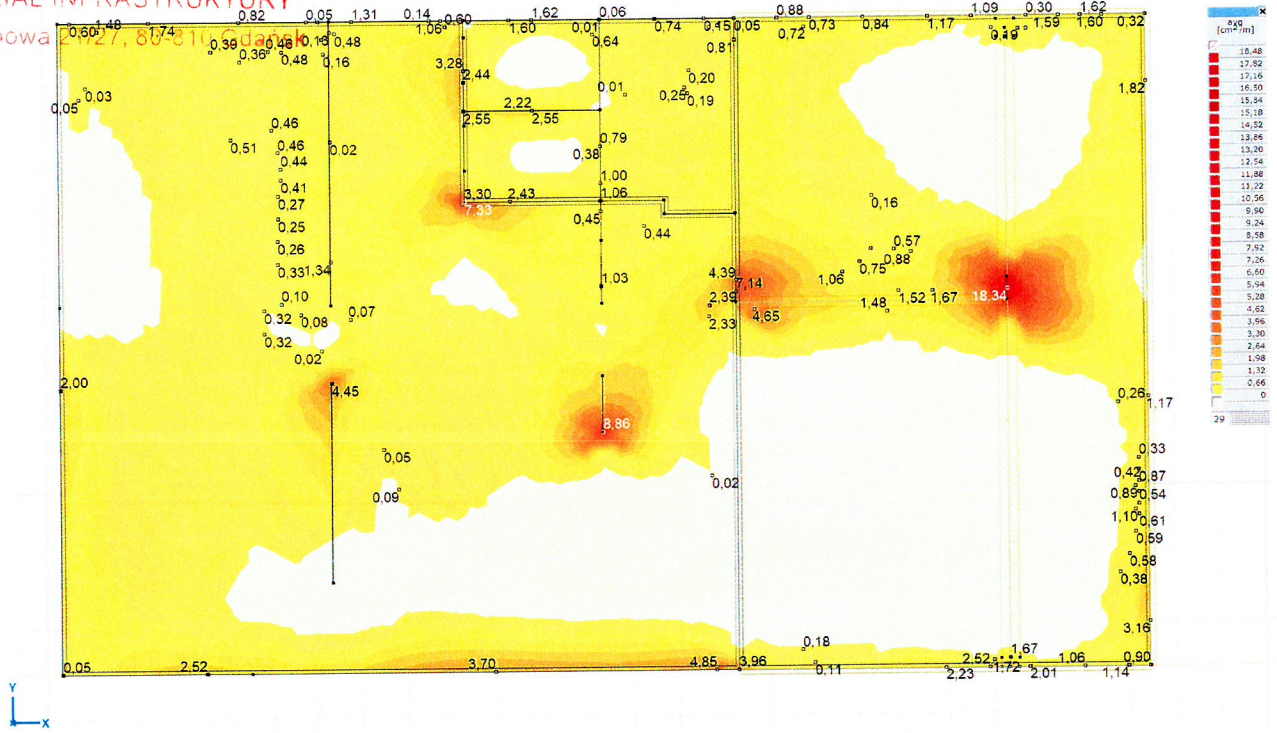 ZIAŁ INFRASTRUKTURY
powa 21/27, 80-810 Gdańsk
0,60 1,48 0,82 0,05 1,31 0,14 0,60 1,62 0,06 0,88 1,09 0,30 1,62
1,74 1,06 1,60 0,01 0,74 0,45 0,05 0,73 0,84 1,17 1,59 1,60 0,32
0,39 0,36 0,46 0,48 0,13 0,48 0,16 0,64 0,81 0,72 0,19
3,28 2,44 0,20 0,25 0,19 0,01 1,82
0,05 0,03 2,22
2,55 2,55
0,46
0,51 0,46 0,02 0,79 0,38
0,44
0,41 1,00
0,27 3,30 2,43 1,06 0,16
7,33 0,45
0,25 0,44
0,26 0,57
0,33 1,34 1,03 4,39 7,14 1,06 0,75 0,88
0,10 2,39 1,48 1,52 1,67 18,34
0,32 0,08 0,07 2,33 4,65
0,32
0,02
2,00 4,45 0,26 1,17
8,86
0,05 0,33
0,09 0,02 0,42 0,87
0,89 0,54
1,10 0,61
0,59
0,58
0,38
3,16
0,18
0,05 2,52 3,70 4,85 3,96 0,11 2,52 1,67 1,72 1,06 0,90
2,23 2,01 1,14
Y
X
[cm²/m]
18,48
17,82
17,16
16,50
15,84
15,18
14,52
13,86
13,20
12,54
11,88
11,22
10,56
9,90
9,24
8,58
7,92
7,26
6,60
5,94
5,28
4,62
3,96
3,30
2,64
1,98
1,32
0,66
0
29